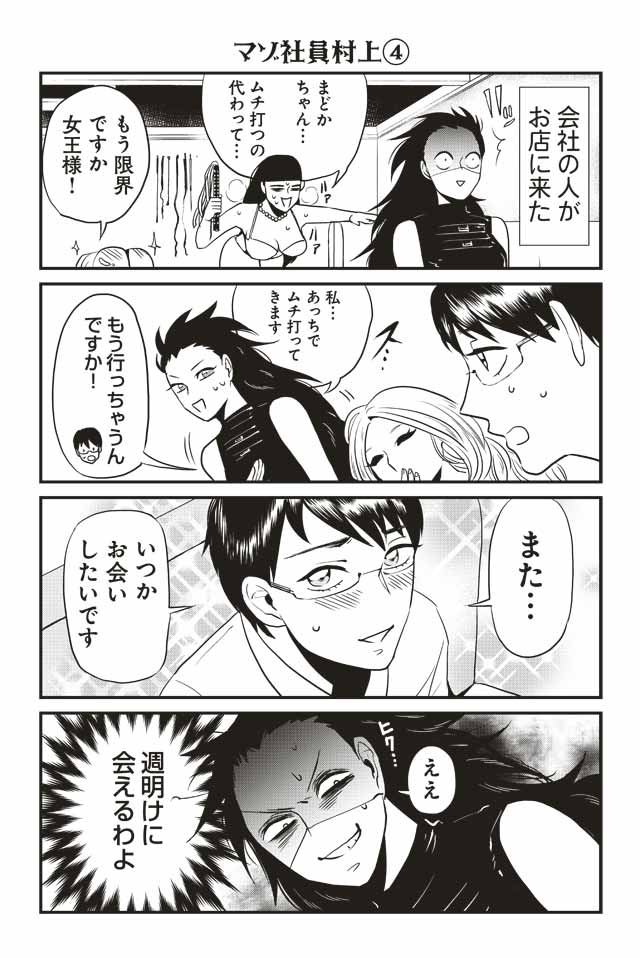 マゾ社員村上④
会社の人が
お店に来た
まどか
ちゃん…
ムチ打つの
代わって…
ハァ
ハァ
もう限界
ですか
女王様!
私…
あっちで
ムチ打って
きます
スッ
もう行っちゃうん
ですか!
また…
いつか
お会い
したいです
ええ
ヒク…
週明けに
会えるわよ